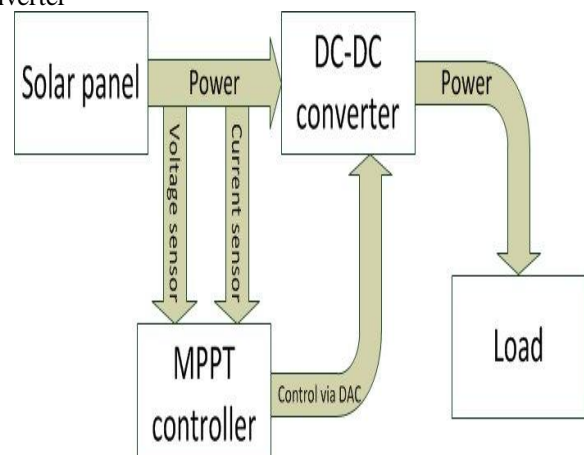 Solar panel
Power
DC-DC
converter
Power
Voltage sensor
Current sensor
MPPT
controller
Control via DAC
Load